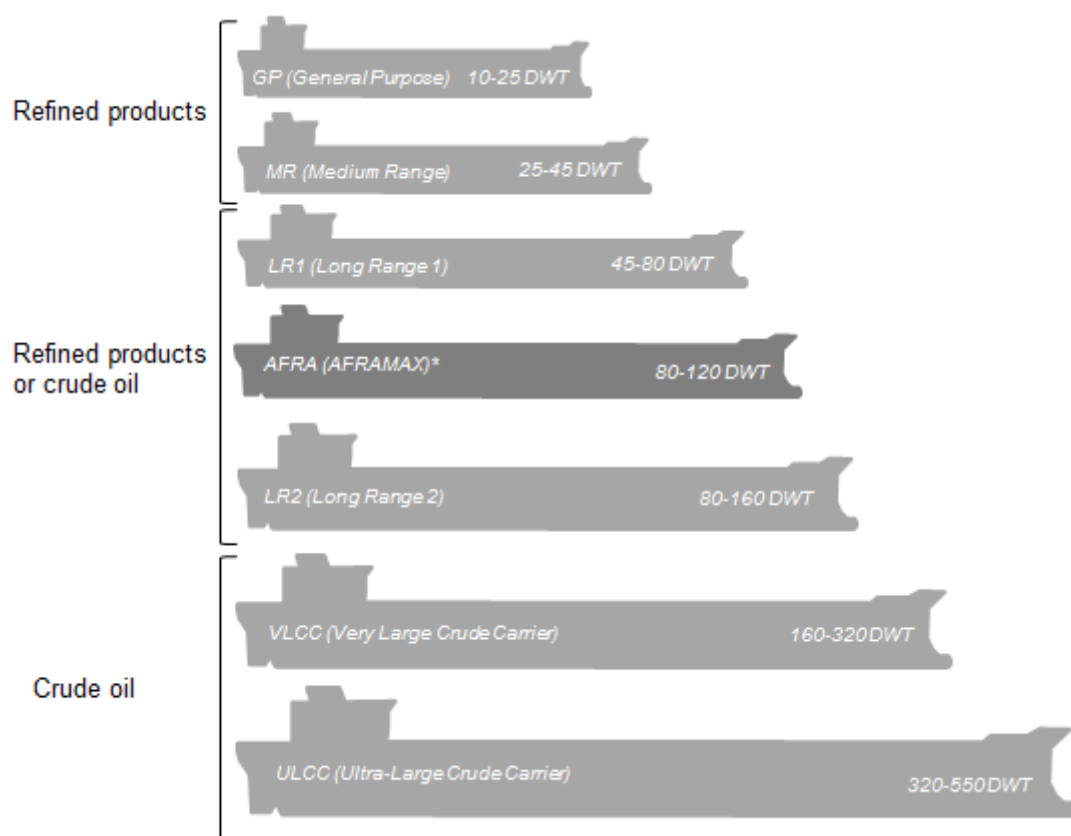 GP (General Purpose) 10-25 DWT
Refined products
MR (Medium Range) 25-45 DWT
LR1 (Long Range 1) 45-80 DWT
Refined products
or crude oil
AFRA (AFRAMAX)* 80-120 DWT
LR2 (Long Range 2) 80-160 DWT
VLCC (Very Large Crude Carrier) 160-320 DWT
Crude oil
ULCC (Ultra-Large Crude Carrier) 320-550 DWT